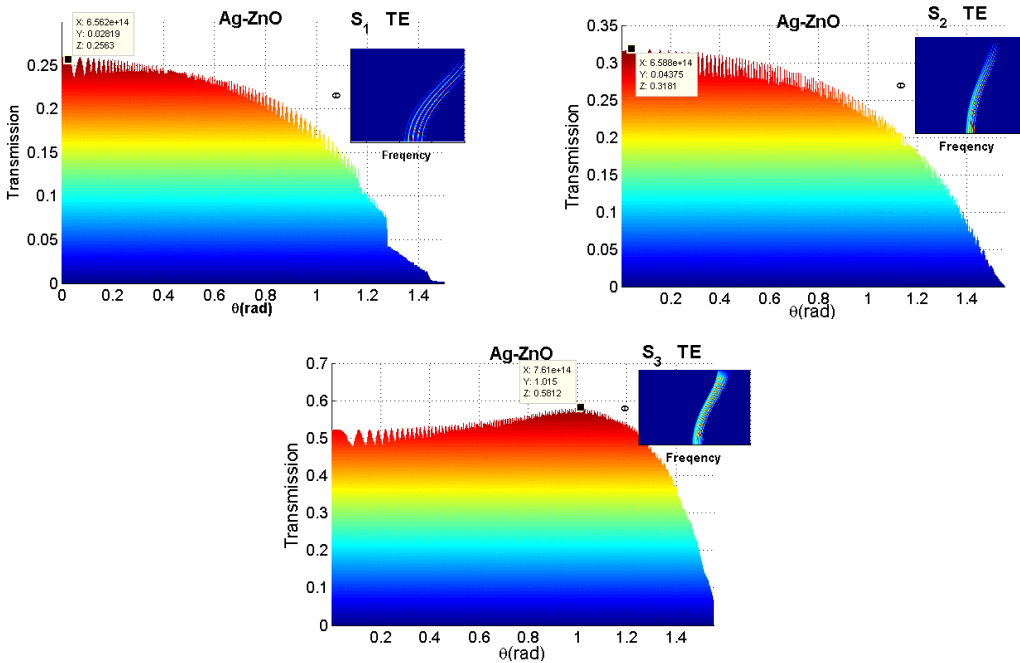 Ag-ZnO S1 TE
X: 6.562e+14
Y: 0.02819
Z: 0.2563
Transmission
0.25
0.2
0.15
0.1
0.05
0
0 0.2 0.4 0.6 0.8 1 1.2 1.4
θ(rad)
θ
Freqency
Ag-ZnO S2 TE
X: 6.588e+14
Y: 0.04375
Z: 0.3181
Transmission
0.35
0.3
0.25
0.2
0.15
0.1
0.05
0
0.2 0.4 0.6 0.8 1 1.2 1.4
θ(rad)
θ
Freqency
Ag-ZnO S3 TE
X: 7.61e+14
Y: 1.015
Z: 0.5812
Transmission
0.7
0.6
0.5
0.4
0.3
0.2
0.1
0
0.2 0.4 0.6 0.8 1 1.2 1.4
θ(rad)
θ
Freqency